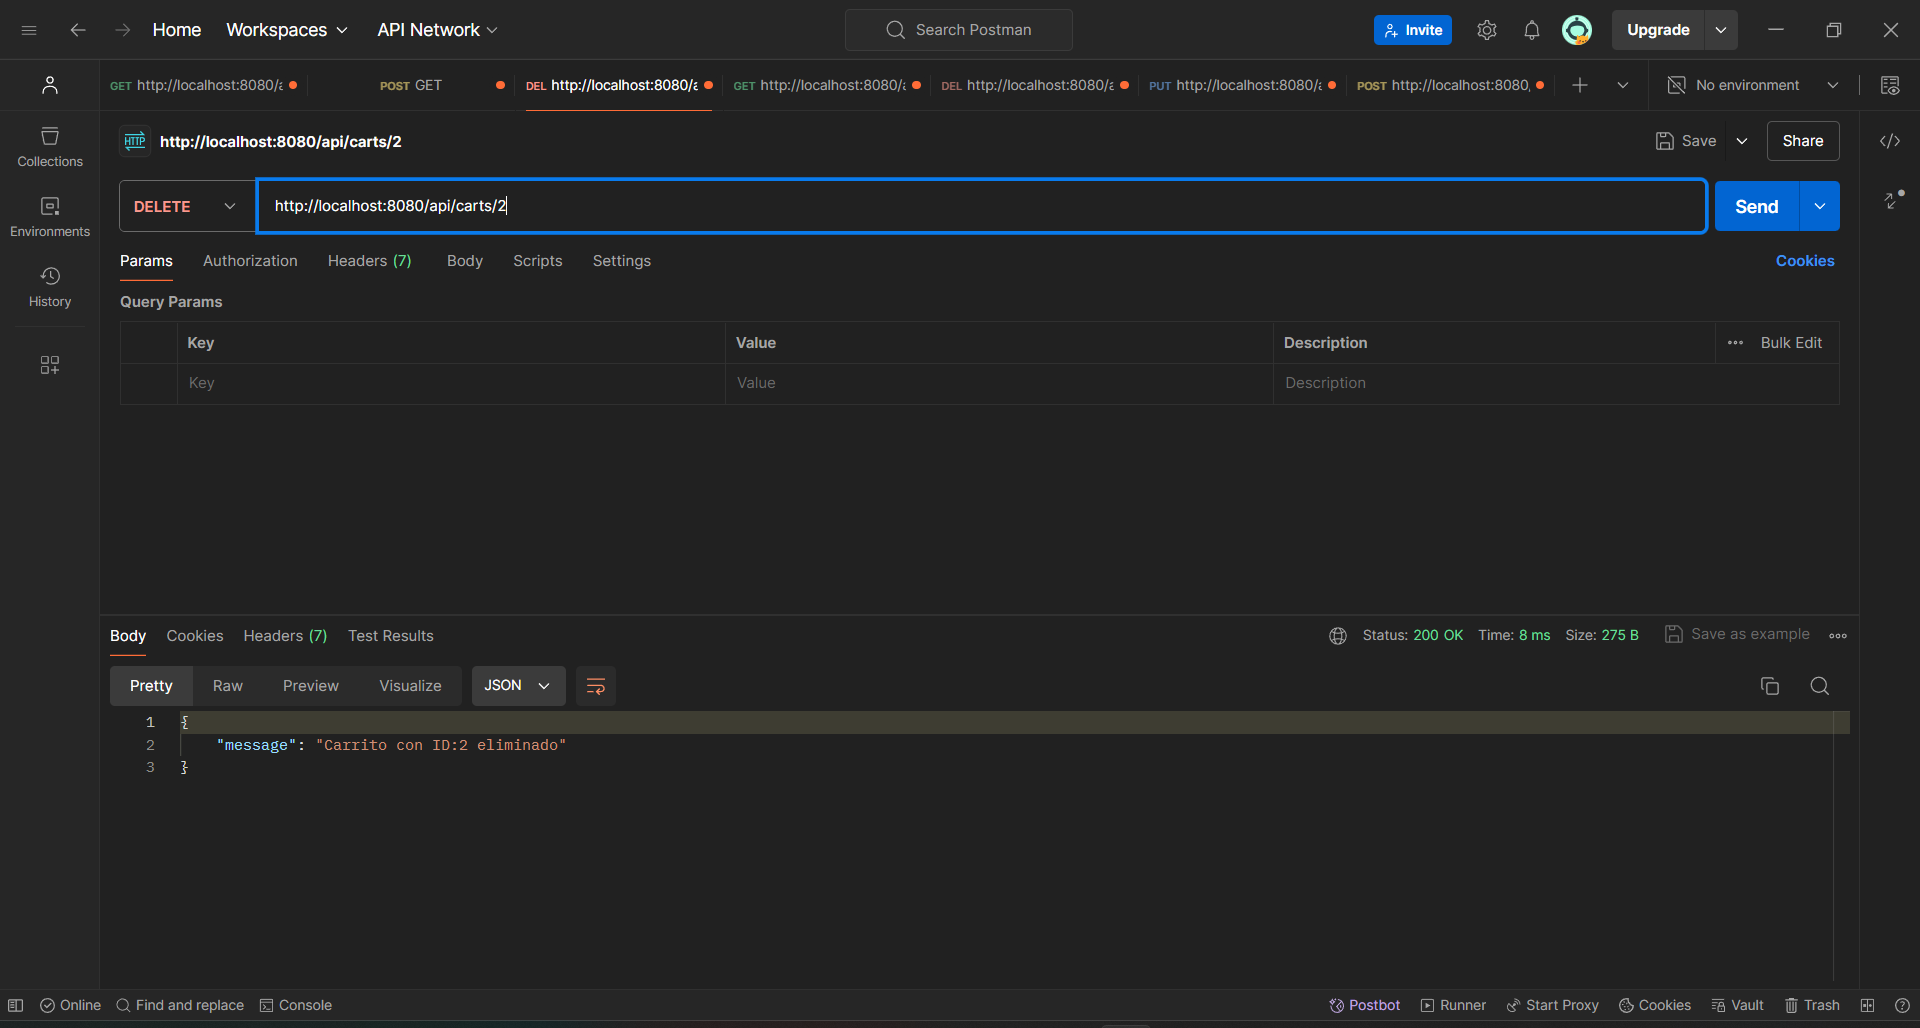 Home Workspaces API Network Search Postman Invite Upgrade
GET http://localhost:8080/a POST GET DEL http://localhost:8080/a GET http://localhost:8080/a DEL http://localhost:8080/a PUT http://localhost:8080/a POST http://localhost:8080, No environment
Collections
Environments
History
HTTP http://localhost:8080/api/carts/2 Save Share
DELETE http://localhost:8080/api/carts/2 Send
Params Authorization Headers (7) Body Scripts Settings Cookies
Query Params
Key Value Description Bulk Edit
Key Value Description
Body Cookies Headers (7) Test Results Status: 200 OK Time: 8 ms Size: 275 B Save as example
Pretty Raw Preview Visualize JSON
1 {
2 "message": "Carrito con ID:2 eliminado"
3 }
Online Find and replace Console Postbot Runner Start Proxy Cookies Vault Trash